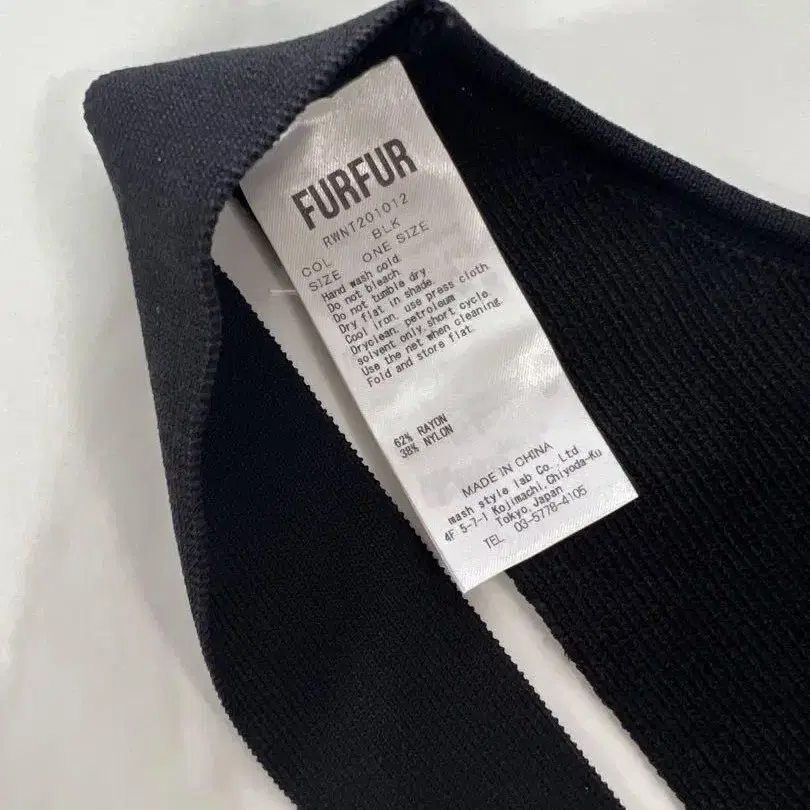 FURFUR
RWNT201012
COL BLK
SIZE ONE SIZE
Hand wash cold.
Do not bleach.
Do not tumble dry
Dry flat in shade.
Cool iron, use press cloth.
Dryclean, petroleum
solvent only,short cycle.
Use the net when cleaning.
Fold and store flat.
62% RAYON
38% NYLON
MADE IN CHINA
mash style lab Co.,Ltd
4F 5-7-1 Kojimachi,Chiyoda-Ku
Tokyo,Japan
TEL. 03-5778-4105